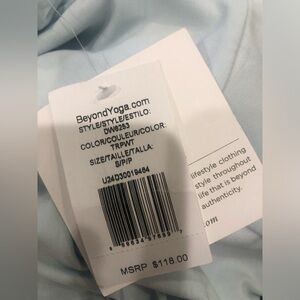 BeyondYoga.com
STYLE/STYLE/ESTILO:
DW6253
COLOR/COULEUR/COLOR:
TRPWT
SIZE/TAILLE/TALLA:
S/P/P
U24D30019464
MSRP $118.00
lifestyle clothing
style throughout
life that is beyond
authenticity.